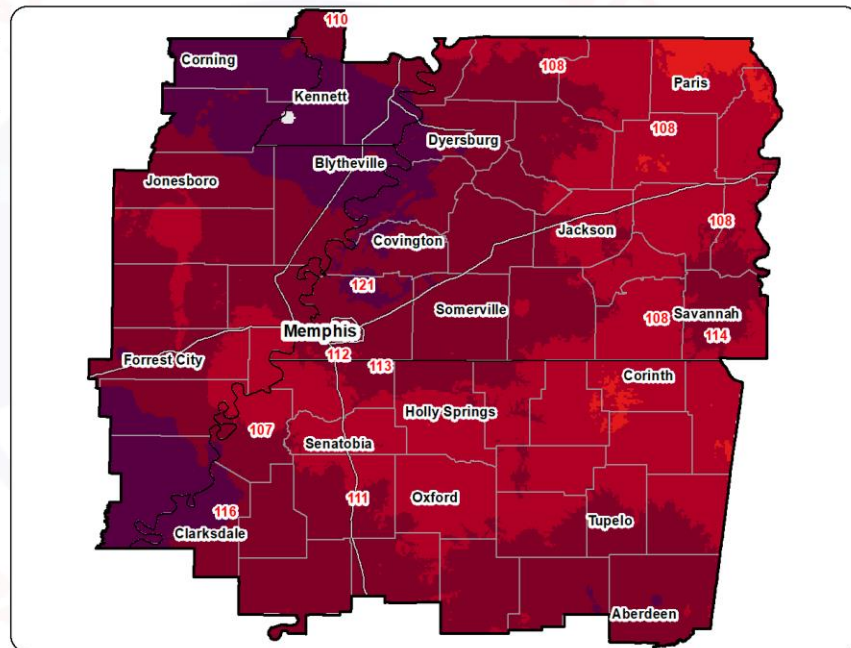 110
Corning
108
Paris
Kennett
108
Dyersburg
Blytheville
Jonesboro
108
Jackson
Covington
121
Somerville
108
Savannah
114
Memphis
112
113
Forrest City
Corinth
Holly Springs
107
Senatobia
111
Oxford
116
Clarksdale
Tupelo
Aberdeen